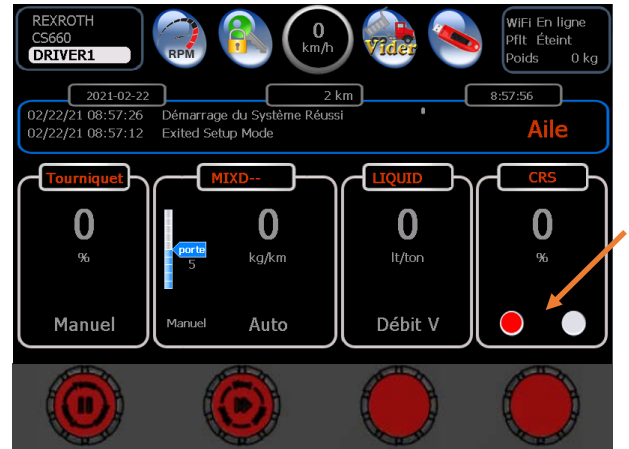 REXROTH
CS660
DRIVER1
RPM
0
km/h
Vider
WiFi En ligne
Pflt Éteint
Poids 0 kg
2021-02-22
2 km
8:57:56
02/22/21 08:57:26 Démarrage du Système Réussi
02/22/21 08:57:12 Exited Setup Mode
Aile
Tourniquet
MIXD--
LIQUID
CRS
0
%
porte
5
0
kg/km
0
lt/ton
0
%
Manuel
Manuel
Auto
Débit V